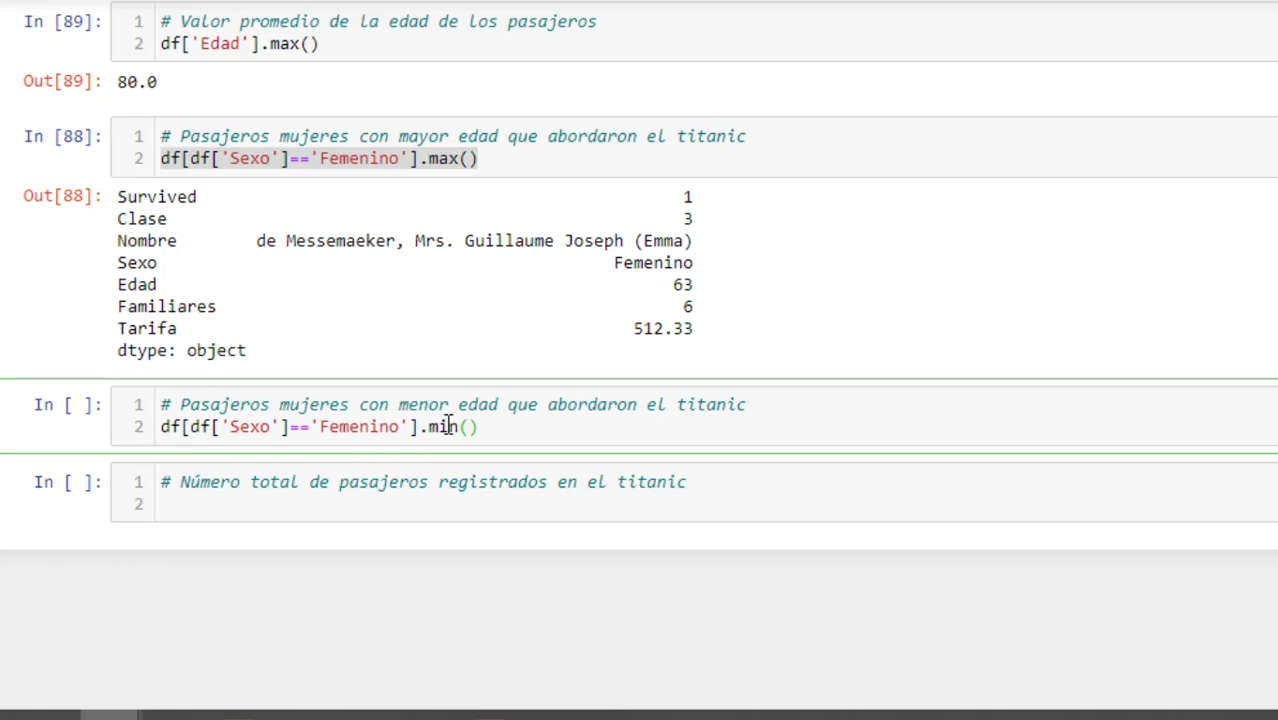 In [89]: 1 # Valor promedio de la edad de los pasajeros
2 df['Edad'].max()
Out[89]: 80.0
In [88]: 1 # Pasajeros mujeres con mayor edad que abordaron el titanic
2 df[df['Sexo']=='Femenino'].max()
Out[88]: Survived 1
Clase 3
Nombre de Messemaeker, Mrs. Guillaume Joseph (Emma)
Sexo Femenino
Edad 63
Familiares 6
Tarifa 512.33
dtype: object
In [ ]: 1 # Pasajeros mujeres con menor edad que abordaron el titanic
2 df[df['Sexo']=='Femenino'].min()
In [ ]: 1 # Número total de pasajeros registrados en el titanic
2